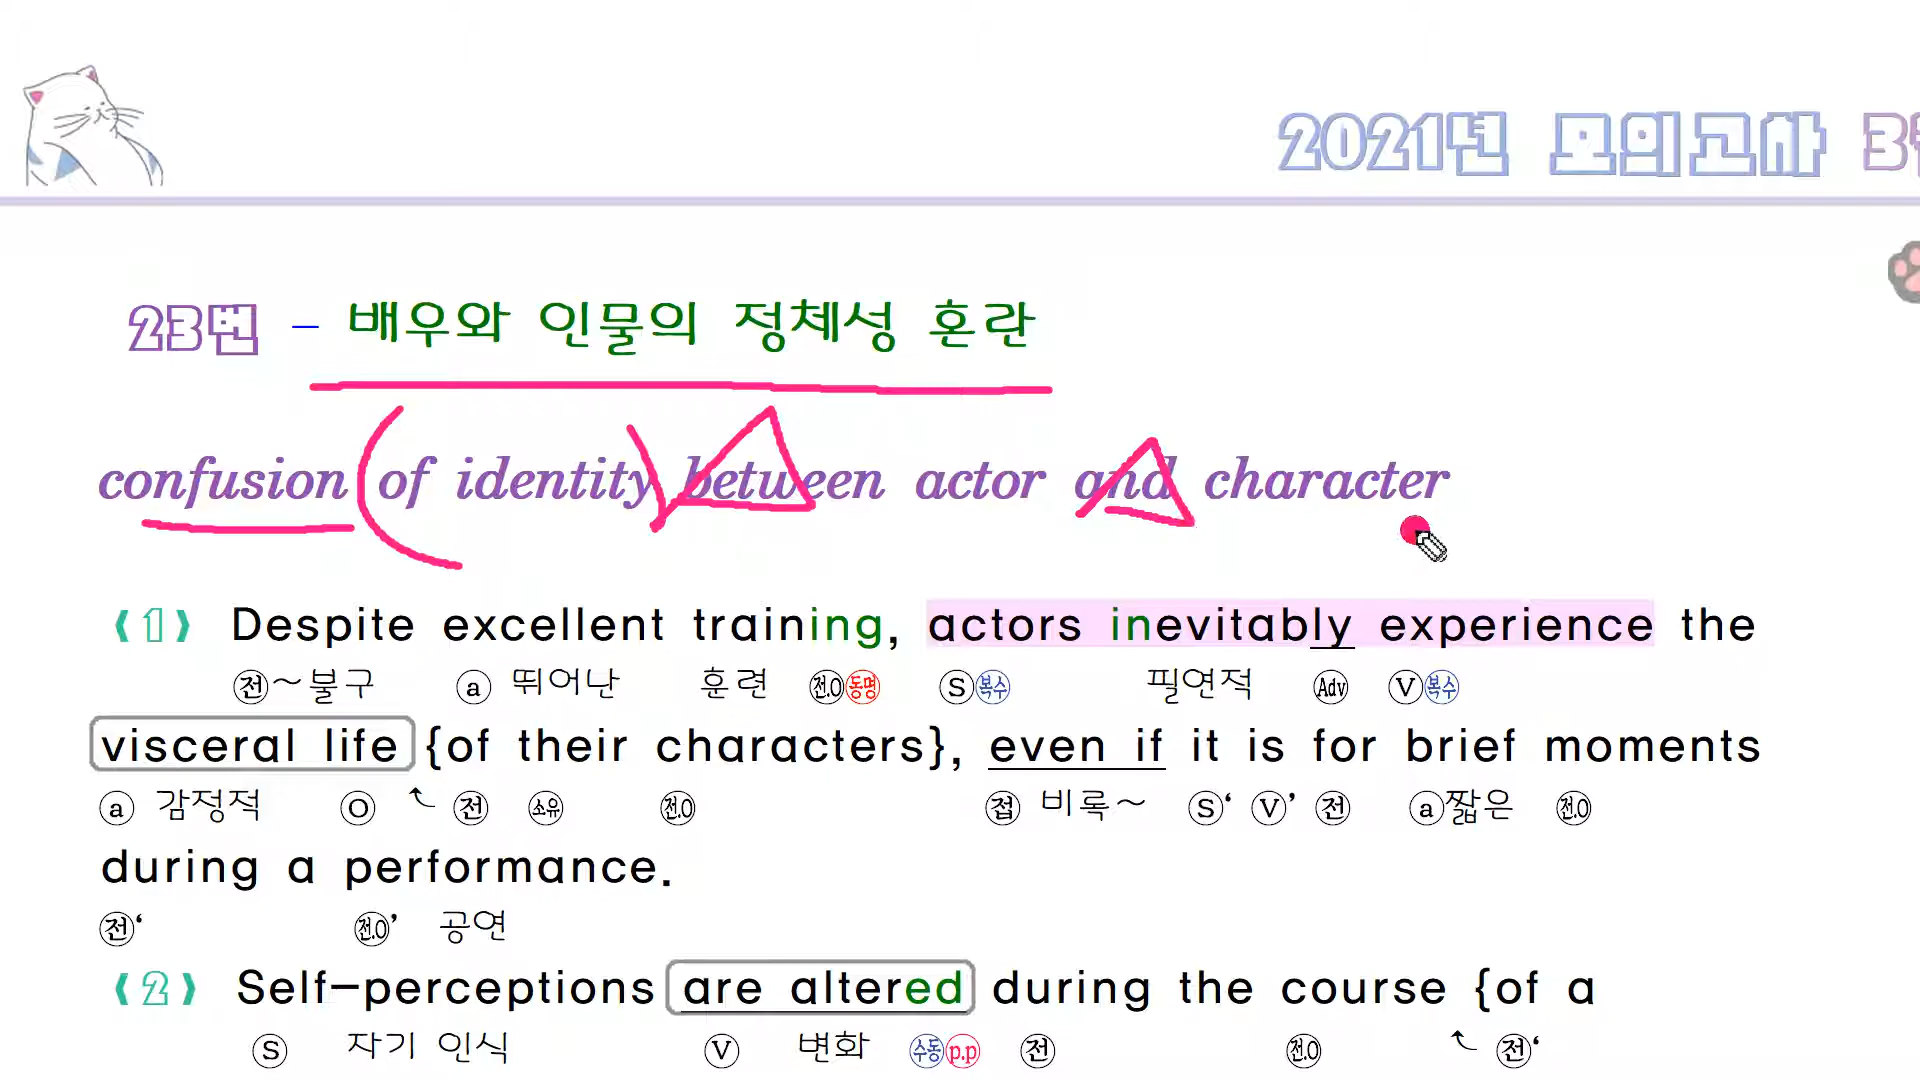 2021년 모의고사 3
23번 - 배우와 인물의 정체성 혼란
confusion of identity between actor and character
(1) Despite excellent training, actors inevitably experience the
전~불구 a 뛰어난 훈련 전.O 동명 S 복수 필연적 Adv V 복수
visceral life {of their characters}, even if it is for brief moments
a 감정적 O 전 소유 전.O 접 비록~ S' V' 전 a 짧은 전.O
during a performance.
전' 전.O' 공연
(2) Self-perceptions are altered during the course {of a
S 자기 인식 V 변화 수동 p.p 전 전.O 전'